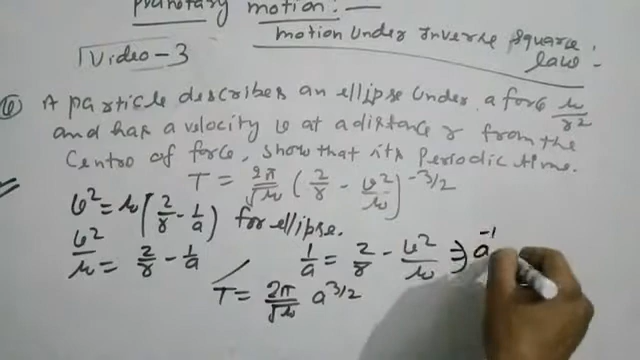 Planetary motion: —
motion under inverse square
law -
Video - 3
⑥ A particle describes an ellipse under a force μ/r²
and has a velocity v at a distance r from the
Centre of force, show that its Periodic time.
T = 2π/√μ (2/r - v²/μ)^-3/2
v² = μ (2/r - 1/a) for ellipse.
v²/μ = 2/r - 1/a 1/a = 2/r - v²/μ ⇒ a^-1
T = 2π/√μ a^3/2